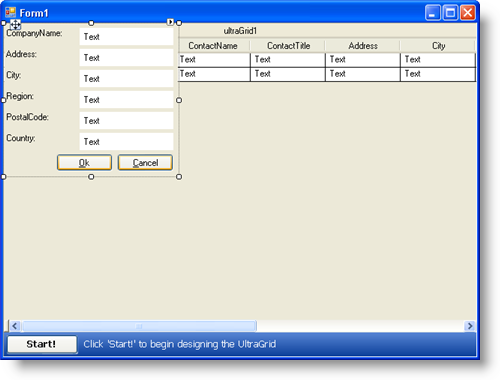 Form1
ultraGrid1
CompanyName: Text
ContactName ContactTitle Address City
Address: Text
Text Text Text Text
City: Text
Text Text Text Text
Region: Text
PostalCode: Text
Country: Text
Ok Cancel
Start! Click 'Start!' to begin designing the UltraGrid